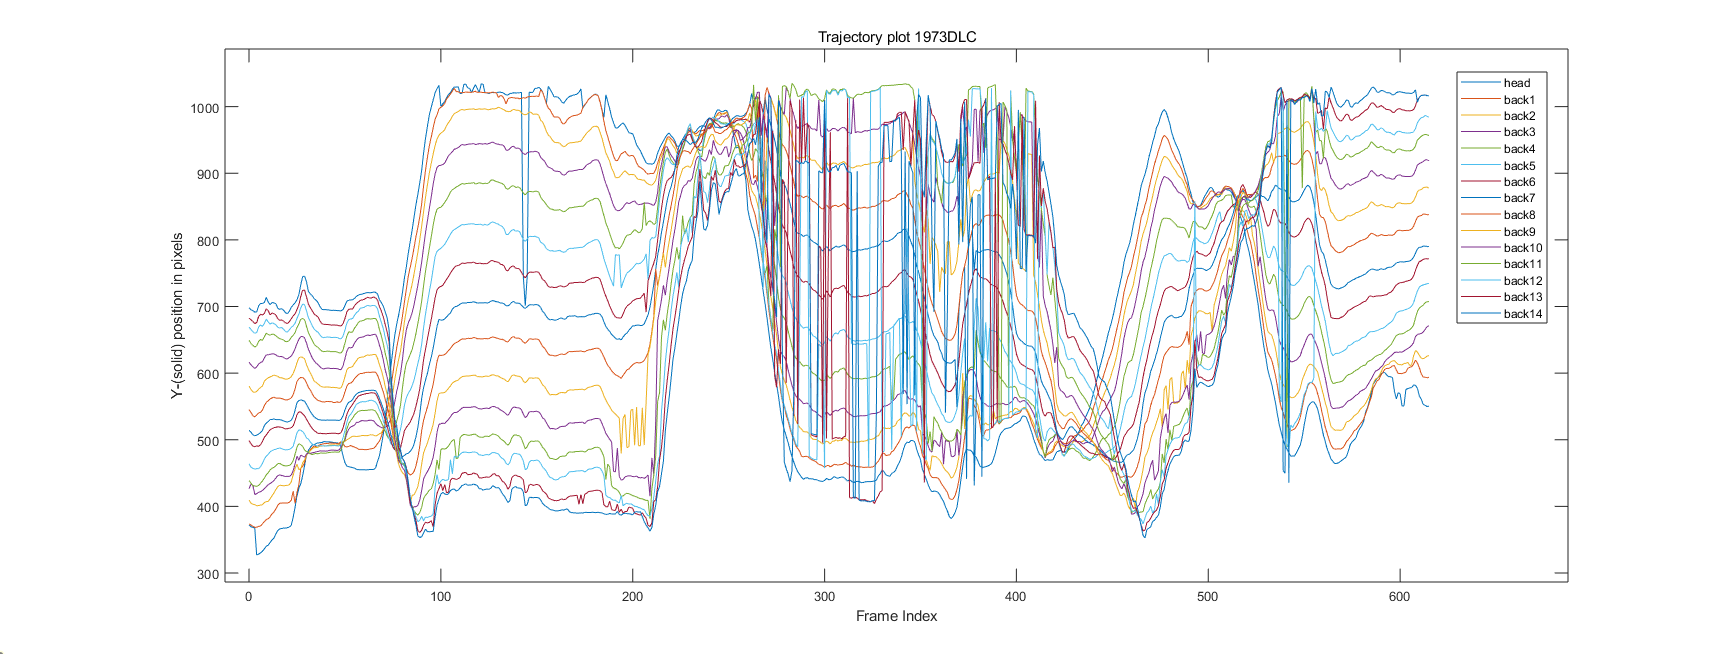 Trajectory plot 1973DLC
Y-(solid) position in pixels
1000
900
800
700
600
500
400
300
0 100 200 300 400 500 600
Frame Index
head
back1
back2
back3
back4
back5
back6
back7
back8
back9
back10
back11
back12
back13
back14